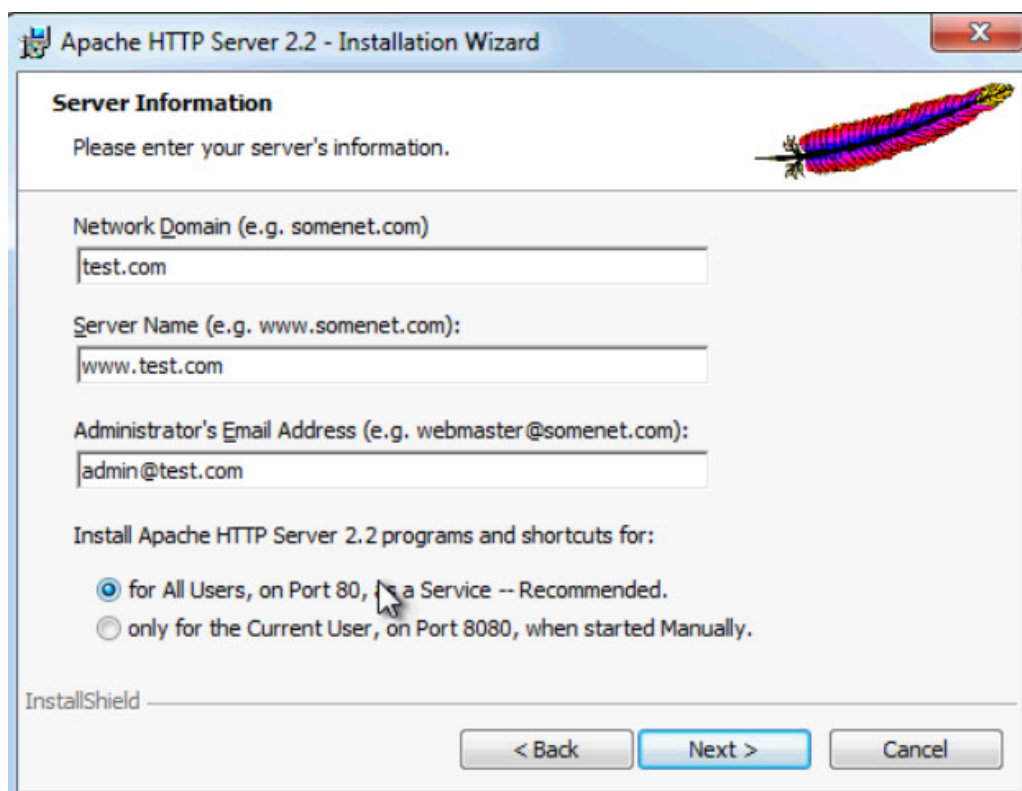 Apache HTTP Server 2.2 - Installation Wizard
Server Information
Please enter your server's information.
Network Domain (e.g. somenet.com)
test.com
Server Name (e.g. www.somenet.com):
www.test.com
Administrator's Email Address (e.g. webmaster@somenet.com):
admin@test.com
Install Apache HTTP Server 2.2 programs and shortcuts for:
for All Users, on Port 80, as a Service -- Recommended.
only for the Current User, on Port 8080, when started Manually.
InstallShield
< Back Next > Cancel